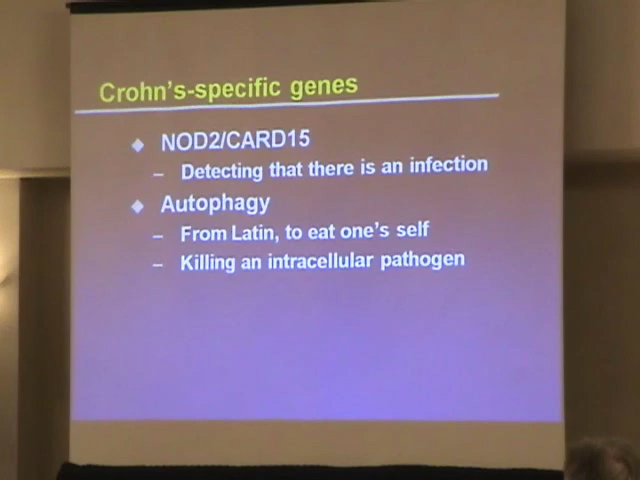 Crohn's-specific genes
◆ NOD2/CARD15
– Detecting that there is an infection
◆ Autophagy
– From Latin, to eat one's self
– Killing an intracellular pathogen